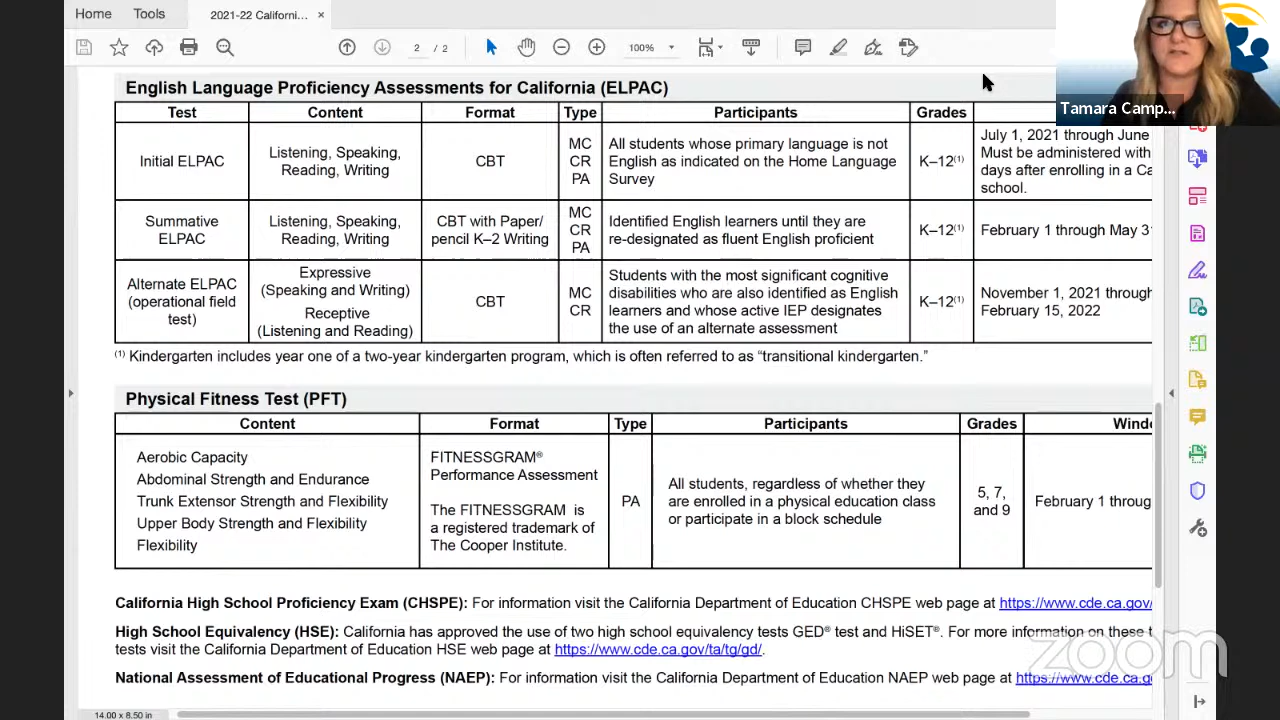 Home Tools 2021-22 Californi... ×
2 / 2 100%
Tamara Camp...
English Language Proficiency Assessments for California (ELPAC)
Test Content Format Type Participants Grades
Initial ELPAC
Listening, Speaking,
Reading, Writing
CBT
MC
CR
PA
All students whose primary language is not
English as indicated on the Home Language
Survey
K–12(1)
July 1, 2021 through June
Must be administered with
days after enrolling in a Ca
school.
Summative
ELPAC
Listening, Speaking,
Reading, Writing
CBT with Paper/
pencil K–2 Writing
MC
CR
PA
Identified English learners until they are
re-designated as fluent English proficient
K–12(1)
February 1 through May 3
Alternate ELPAC
(operational field
test)
Expressive
(Speaking and Writing)
Receptive
(Listening and Reading)
CBT
MC
CR
Students with the most significant cognitive
disabilities who are also identified as English
learners and whose active IEP designates
the use of an alternate assessment
K–12(1)
November 1, 2021 through
February 15, 2022
(1) Kindergarten includes year one of a two-year kindergarten program, which is often referred to as “transitional kindergarten.”
Physical Fitness Test (PFT)
Content Format Type Participants Grades Windo
Aerobic Capacity
Abdominal Strength and Endurance
Trunk Extensor Strength and Flexibility
Upper Body Strength and Flexibility
Flexibility
FITNESSGRAM®
Performance Assessment
The FITNESSGRAM is
a registered trademark of
The Cooper Institute.
PA
All students, regardless of whether they
are enrolled in a physical education class
or participate in a block schedule
5, 7,
and 9
February 1 throug
California High School Proficiency Exam (CHSPE): For information visit the California Department of Education CHSPE web page at https://www.cde.ca.gov/
High School Equivalency (HSE): California has approved the use of two high school equivalency tests GED® test and HiSET®. For more information on these t
tests visit the California Department of Education HSE web page at https://www.cde.ca.gov/ta/tg/gd/.
National Assessment of Educational Progress (NAEP): For information visit the California Department of Education NAEP web page at https://www.cde.ca.g
zoom
14.00 x 8.50 in